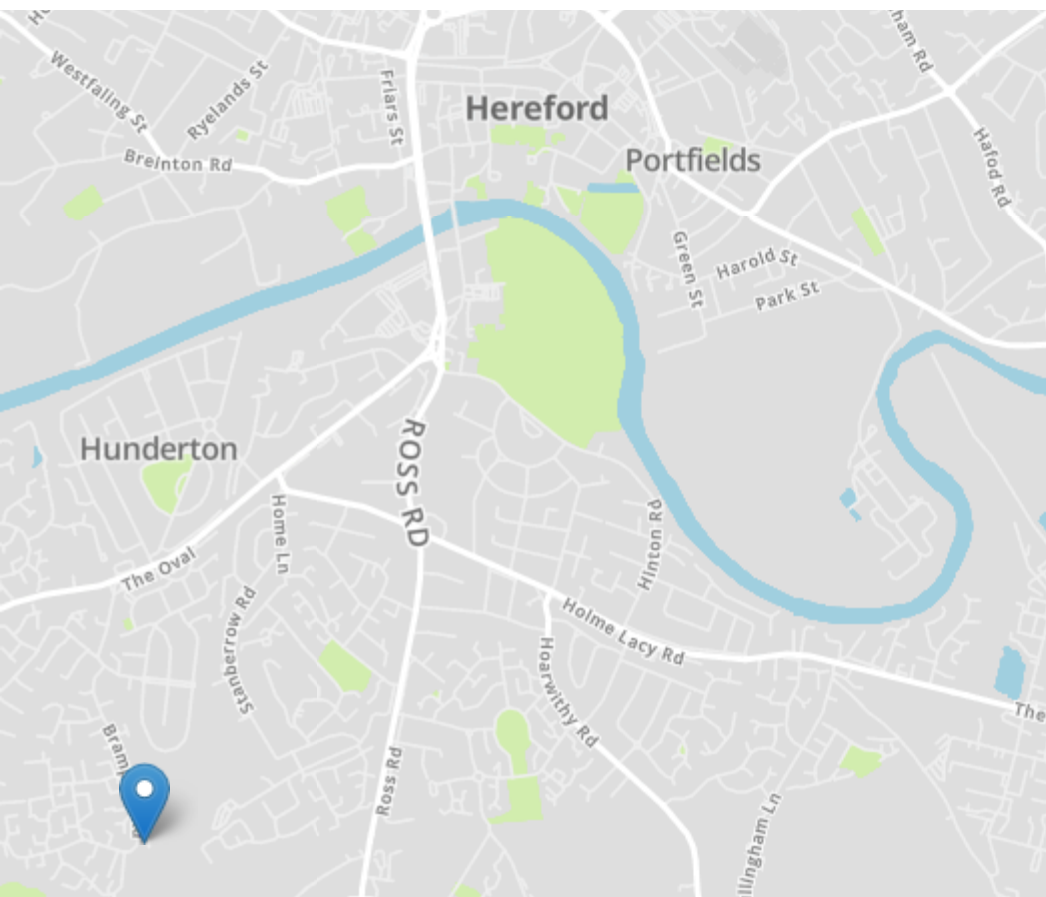 Westfaling St
Ryelands St
Friars St
Hereford
Hafod Rd
Breinton Rd
Portfields
Green St
Harold St
Park St
Hunderton
ROSS RD
Home Ln
The Oval
Hinton Rd
Stanberrow Rd
Holme Lacy Rd
Hoarwithy Rd
The
Ross Rd